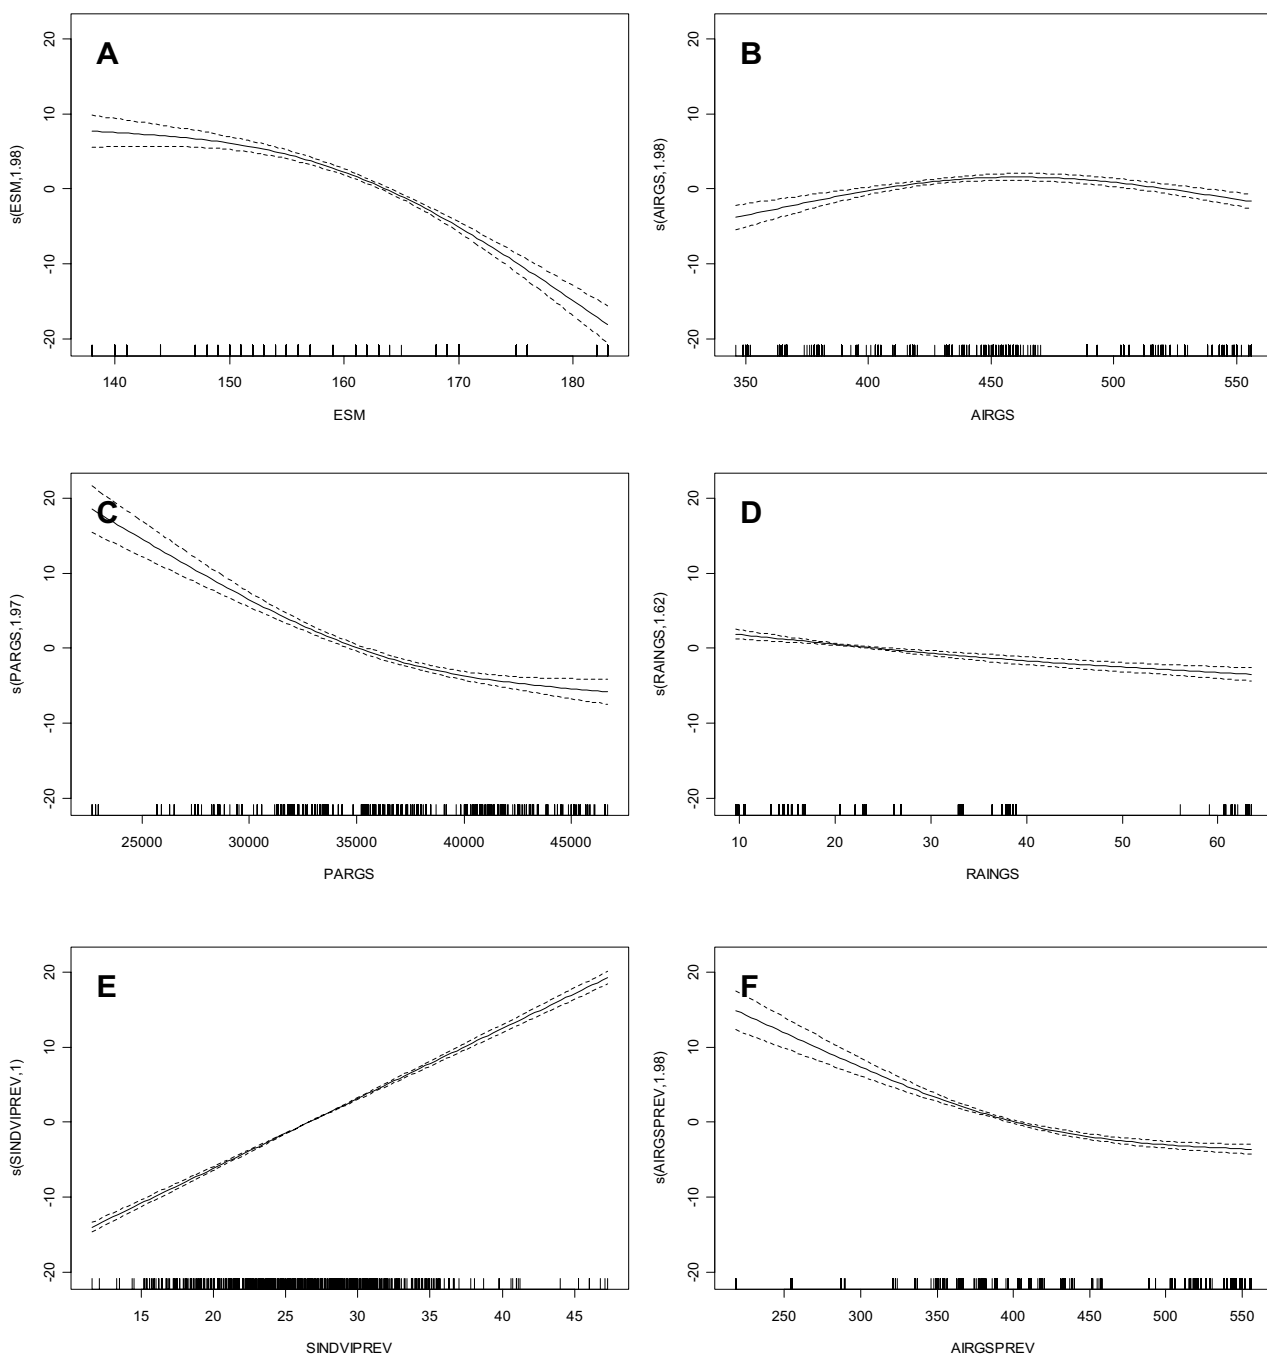 A
20
10
0
-10
-20
s(ESM,1.98)
140 150 160 170 180
ESM
B
20
10
0
-10
-20
s(AIRGS,1.98)
350 400 450 500 550
AIRGS
C
20
10
0
-10
-20
s(PARGS,1.97)
25000 30000 35000 40000 45000
PARGS
D
20
10
0
-10
-20
s(RAINGS,1.62)
10 20 30 40 50 60
RAINGS
E
20
10
0
-10
-20
s(SINDVIPREV,1)
15 20 25 30 35 40 45
SINDVIPREV
F
20
10
0
-10
-20
s(AIRGSPREV,1.98)
250 300 350 400 450 500 550
AIRGSPREV